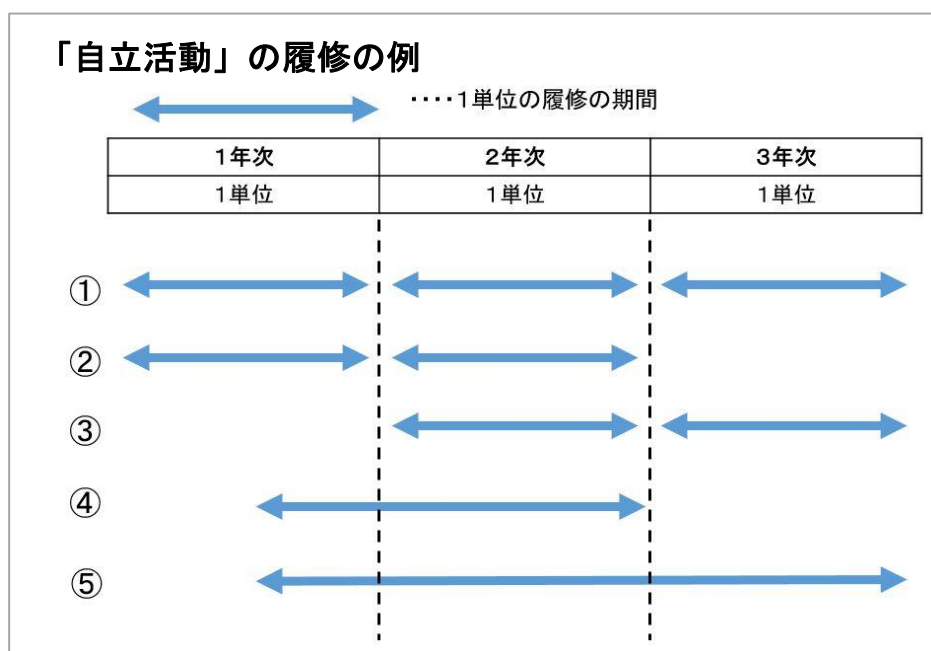 「自立活動」の履修の例
‥‥1単位の履修の期間
1年次 2年次 3年次
1単位 1単位 1単位
①
②
③
④
⑤